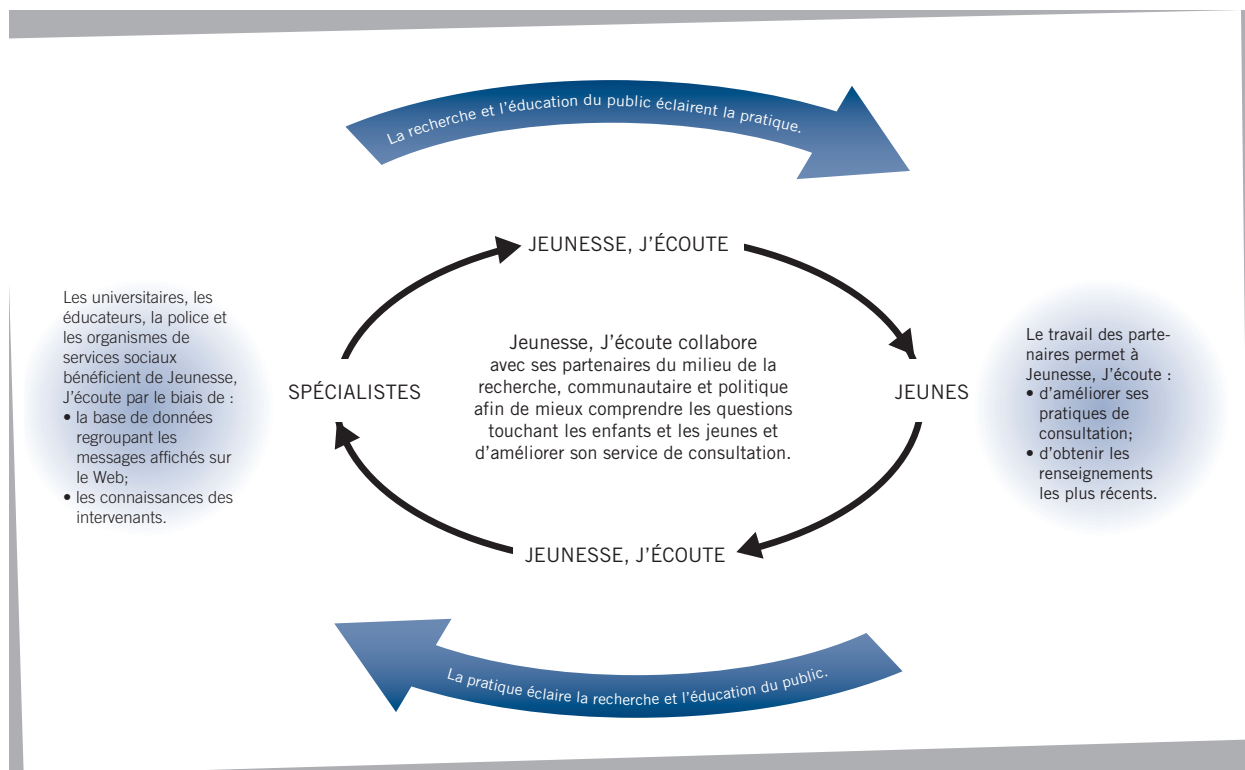 La recherche et l'éducation du public éclairent la pratique.
JEUNESSE, J'ÉCOUTE
Les universitaires, les
éducateurs, la police et
les organismes de
services sociaux
bénéficient de Jeunesse,
J'écoute par le biais de :
• la base de données
regroupant les
messages affichés sur
le Web;
• les connaissances des
intervenants.
SPÉCIALISTES
Jeunesse, J'écoute collabore
avec ses partenaires du milieu de la
recherche, communautaire et politique
afin de mieux comprendre les questions
touchant les enfants et les jeunes et
d'améliorer son service de consultation.
JEUNES
Le travail des parte-
naires permet à
Jeunesse, J'écoute :
• d'améliorer ses
pratiques de
consultation;
• d'obtenir les
renseignements
les plus récents.
JEUNESSE, J'ÉCOUTE
La pratique éclaire la recherche et l'éducation du public.